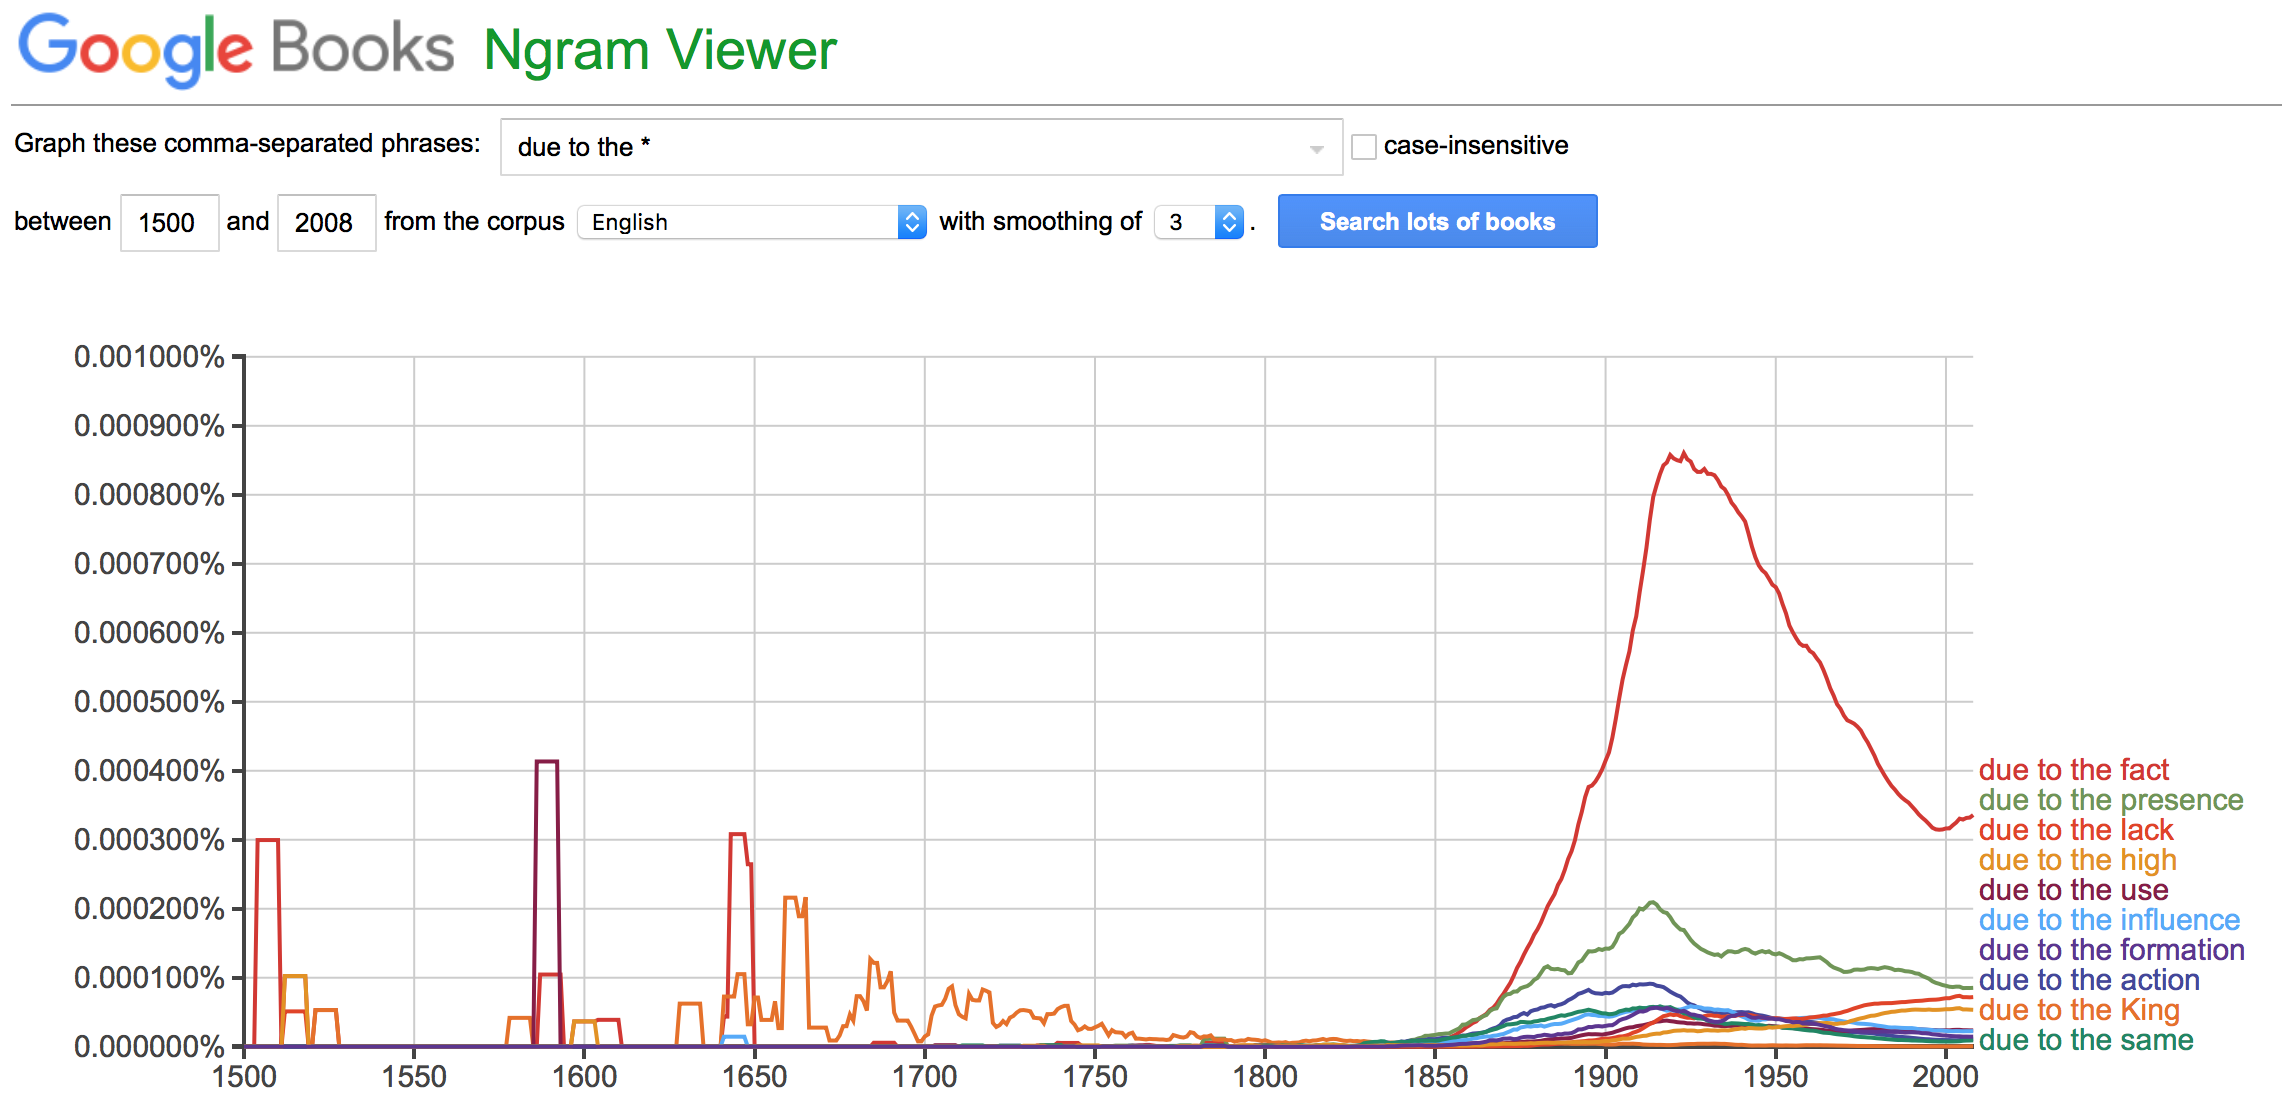 Google Books Ngram Viewer
Graph these comma-separated phrases: due to the * case-insensitive
between 1500 and 2008 from the corpus English with smoothing of 3 . Search lots of books
0.001000%
0.000900%
0.000800%
0.000700%
0.000600%
0.000500%
0.000400%
0.000300%
0.000200%
0.000100%
0.000000%
1500 1550 1600 1650 1700 1750 1800 1850 1900 1950 2000
due to the fact
due to the presence
due to the lack
due to the high
due to the use
due to the influence
due to the formation
due to the action
due to the King
due to the same